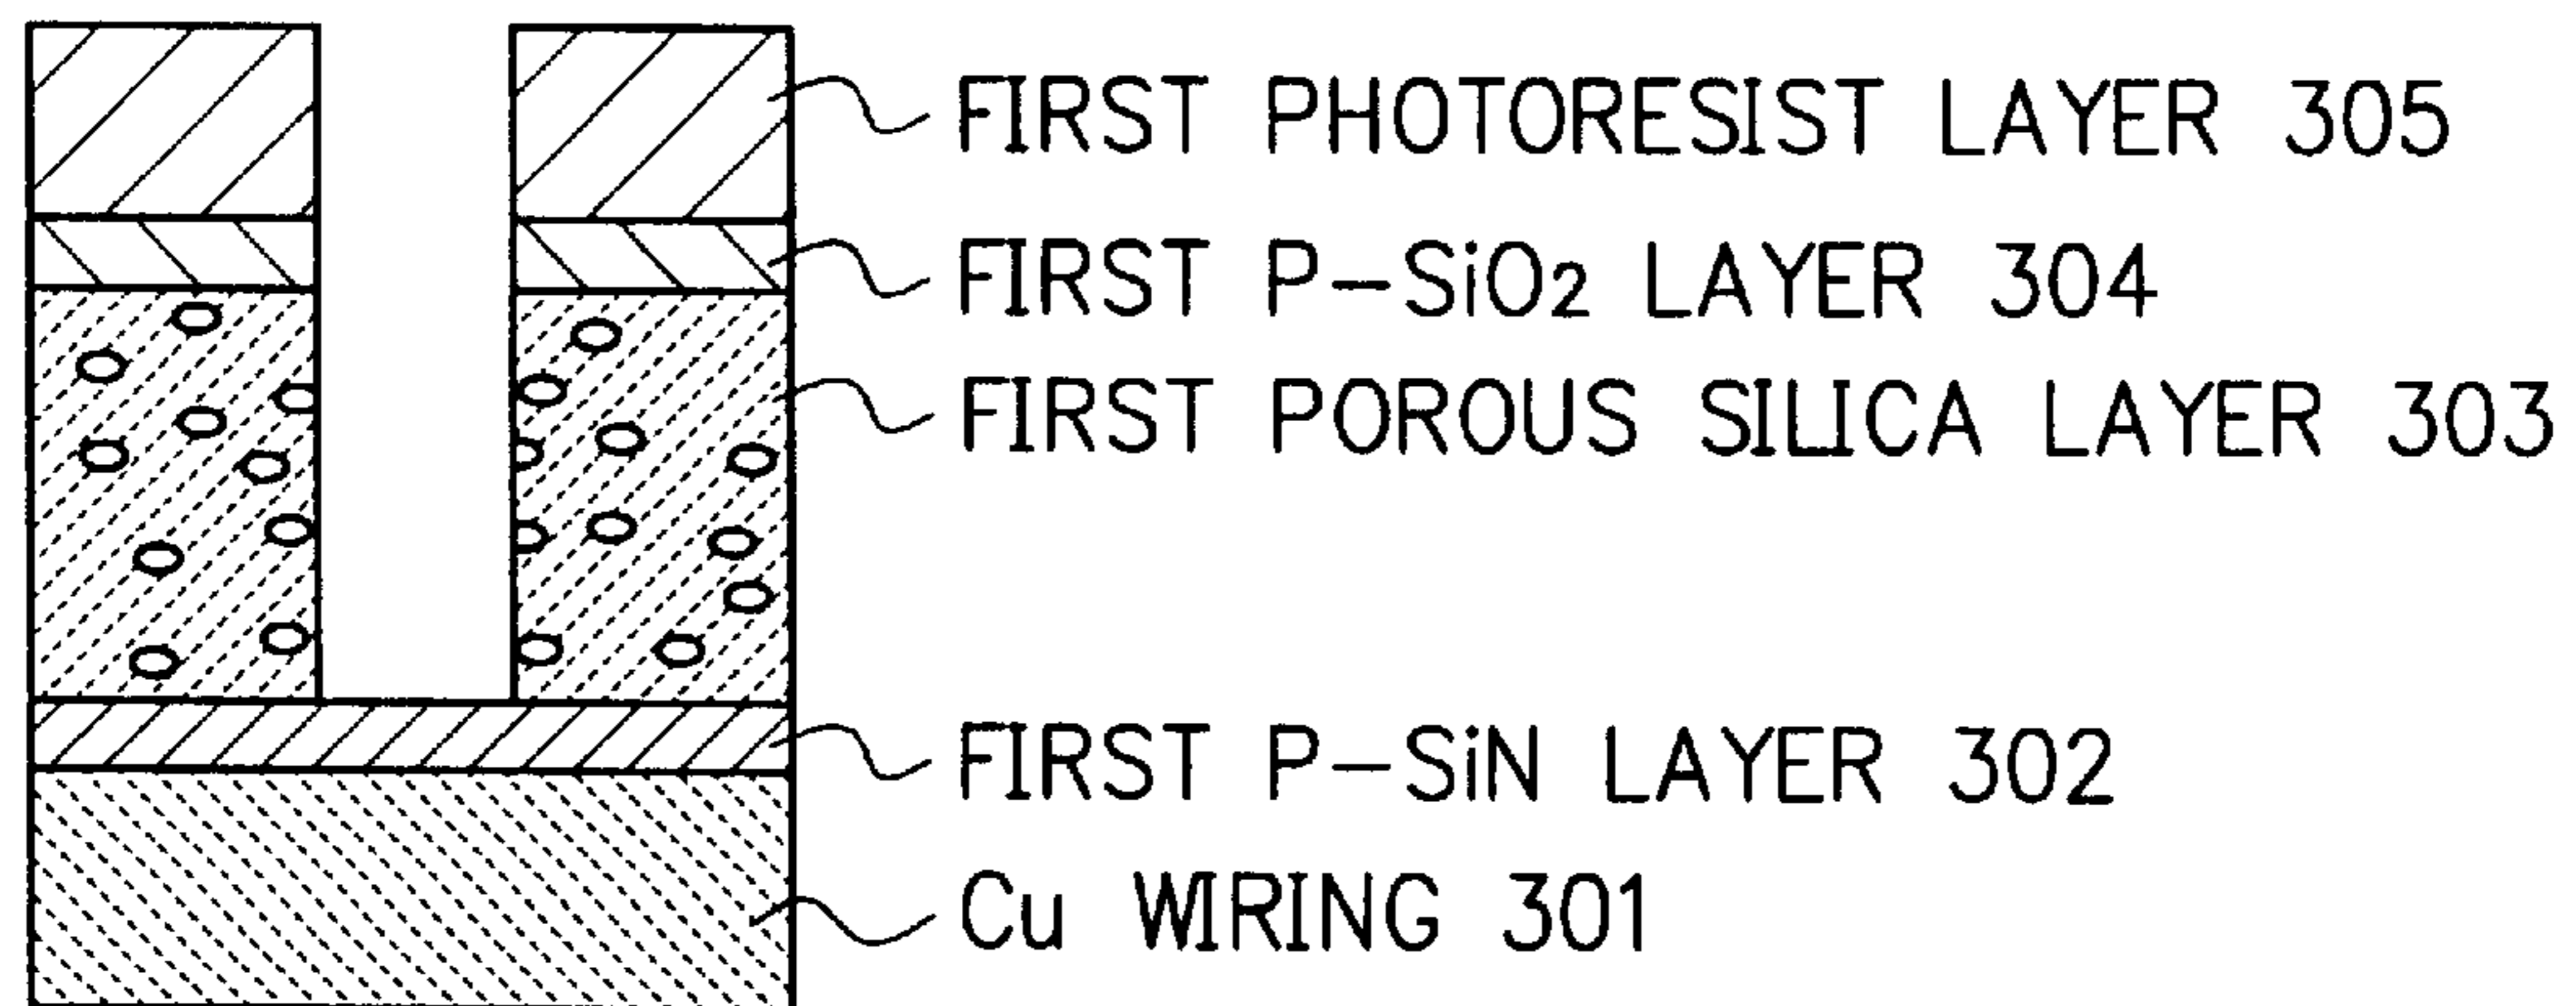 FIRST PHOTORESIST LAYER 305
FIRST P-SiO2 LAYER 304
FIRST POROUS SILICA LAYER 303
FIRST P-SiN LAYER 302
Cu WIRING 301